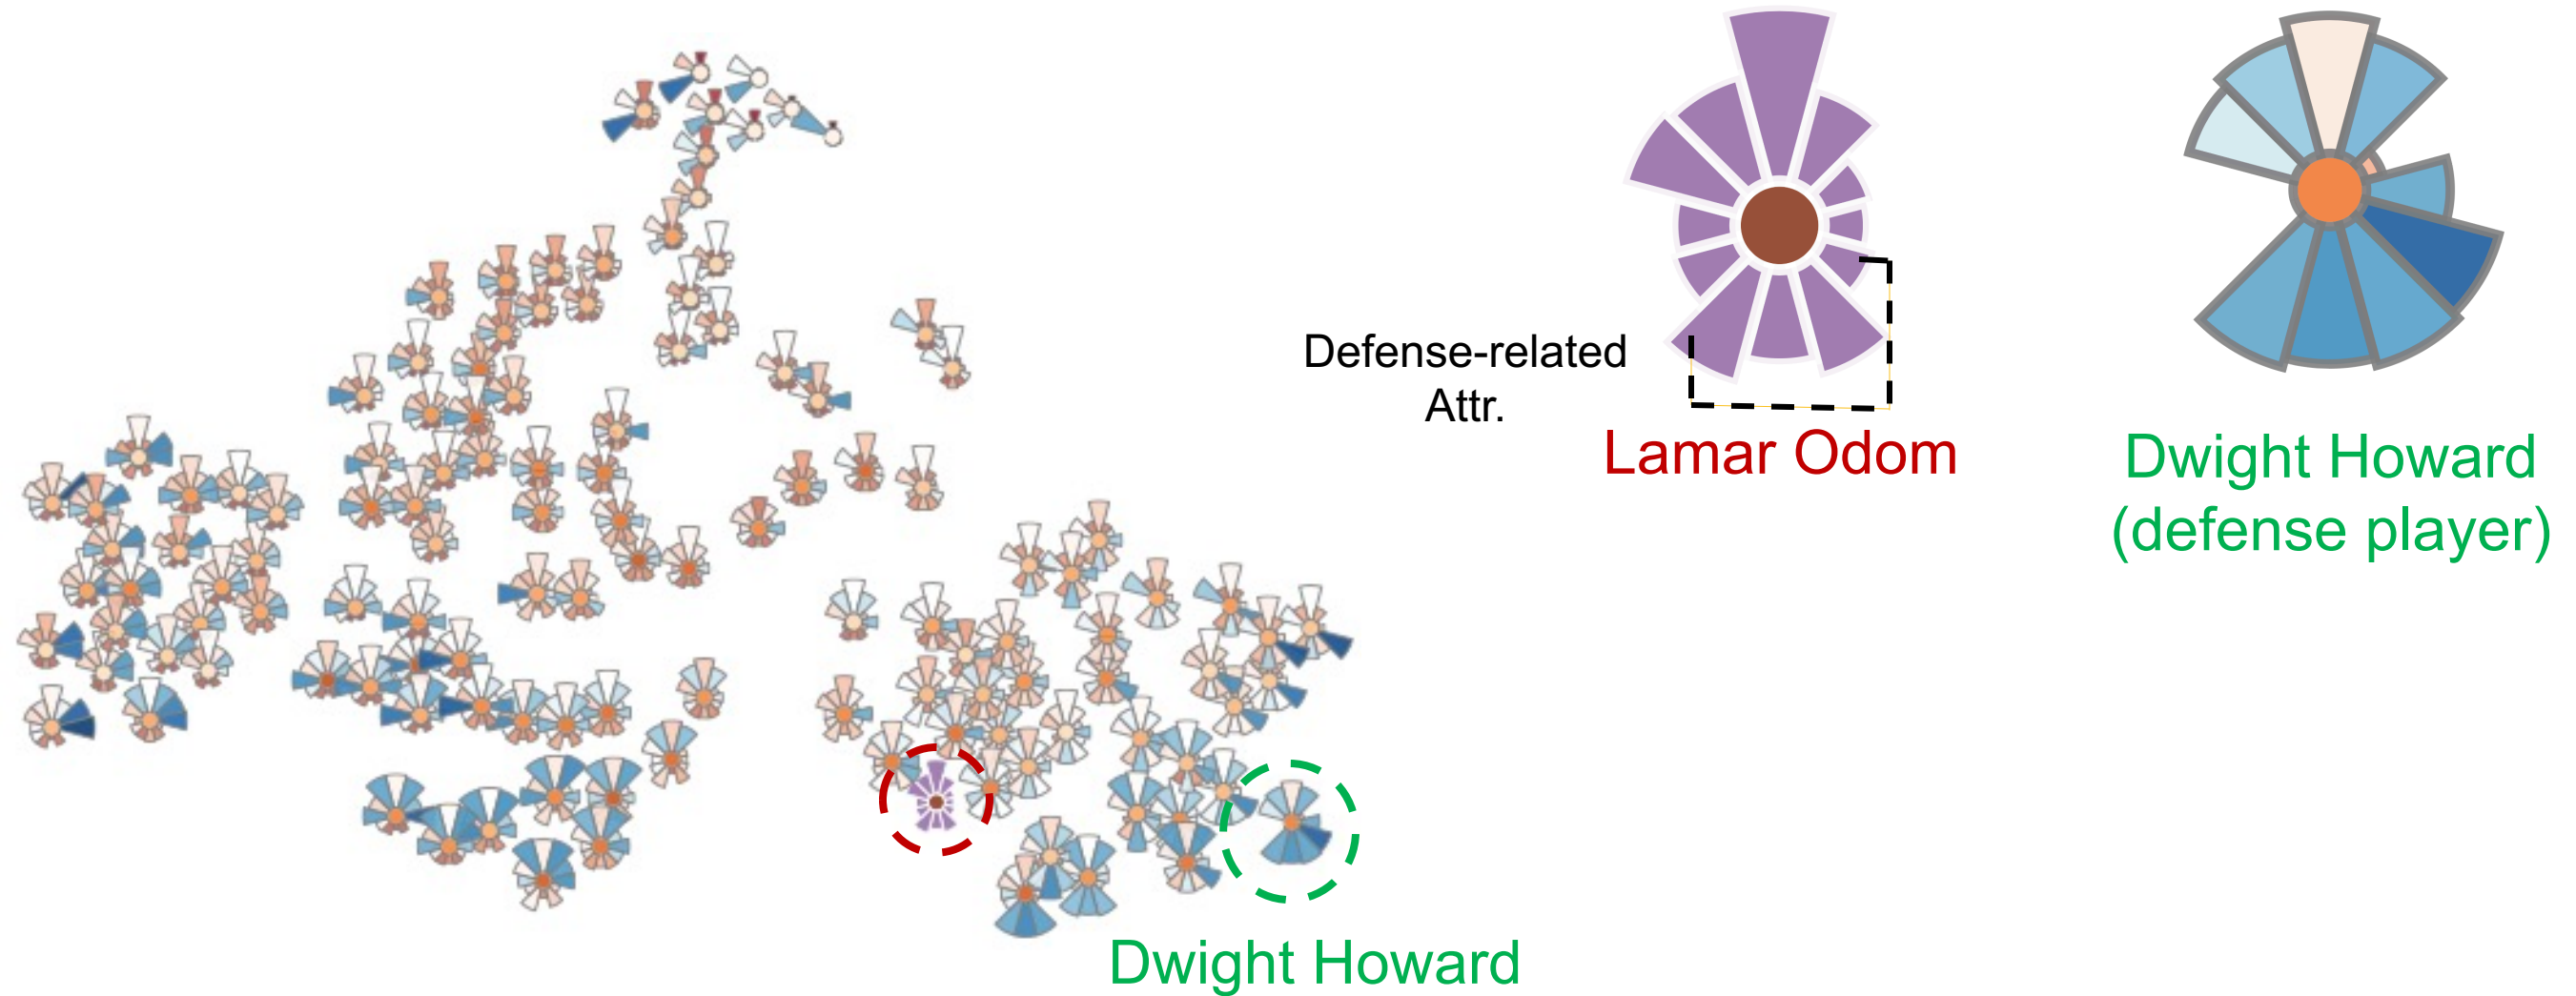 Defense-related
Attr.
Lamar Odom
Dwight Howard
(defense player)
Dwight Howard